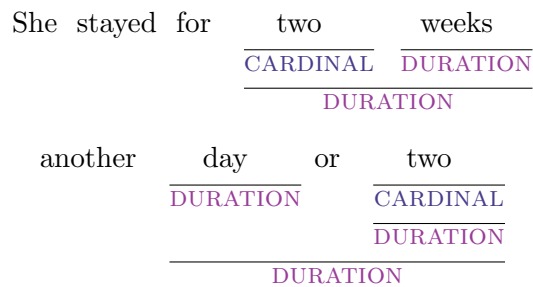 She stayed for two weeks
CARDINAL DURATION
DURATION
another day or two
DURATION CARDINAL
DURATION
DURATION